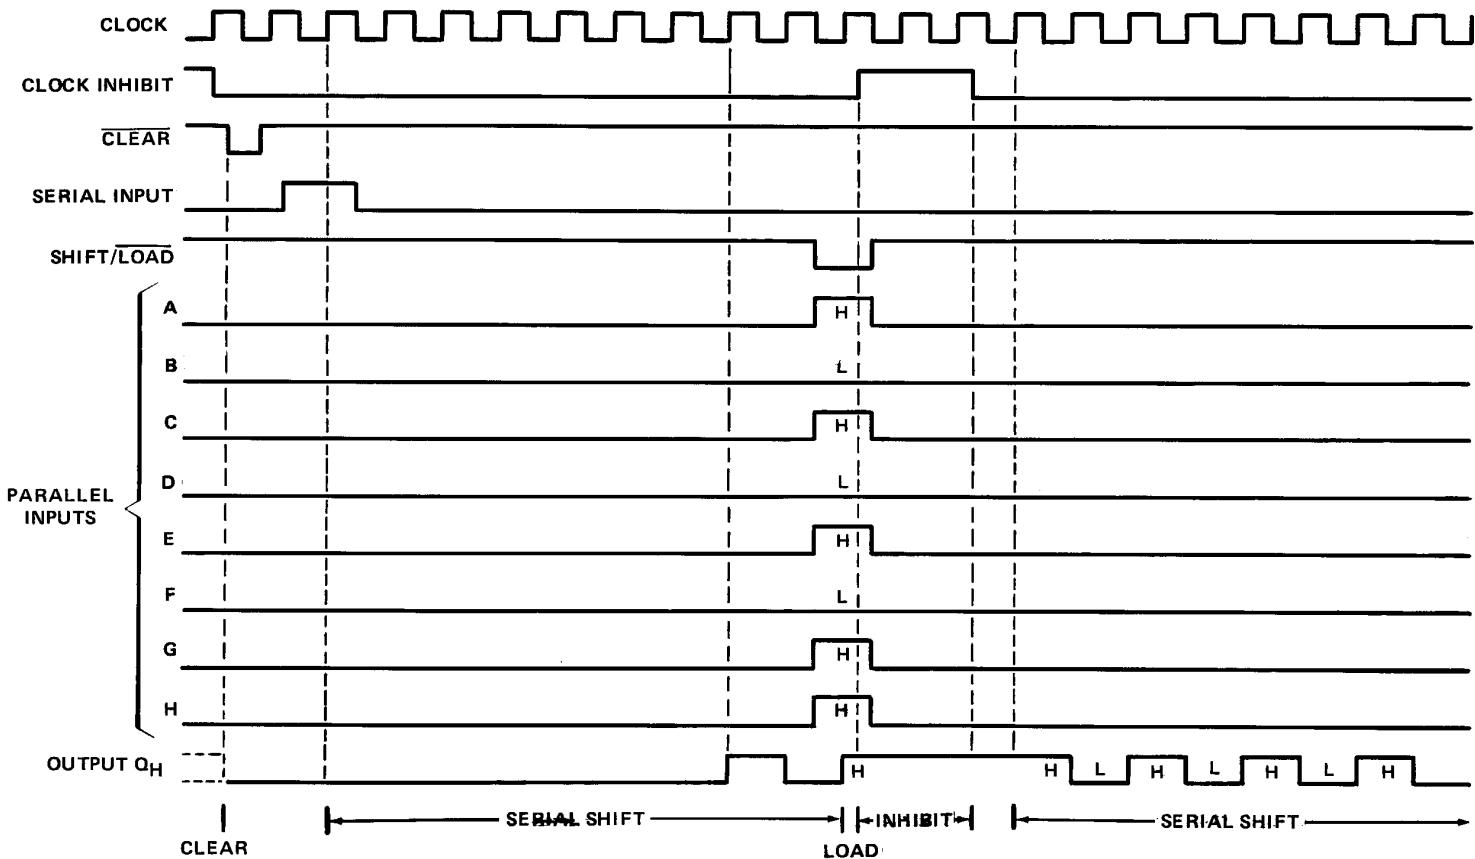 CLOCK
CLOCK INHIBIT
CLEAR
SERIAL INPUT
SHIFT/LOAD
PARALLEL
INPUTS
A
H
B
L
C
H
D
L
E
H
F
L
G
H
H
H
OUTPUT QH
H
H L H L H L H
SERIAL SHIFT
INHIBIT
SERIAL SHIFT
CLEAR
LOAD